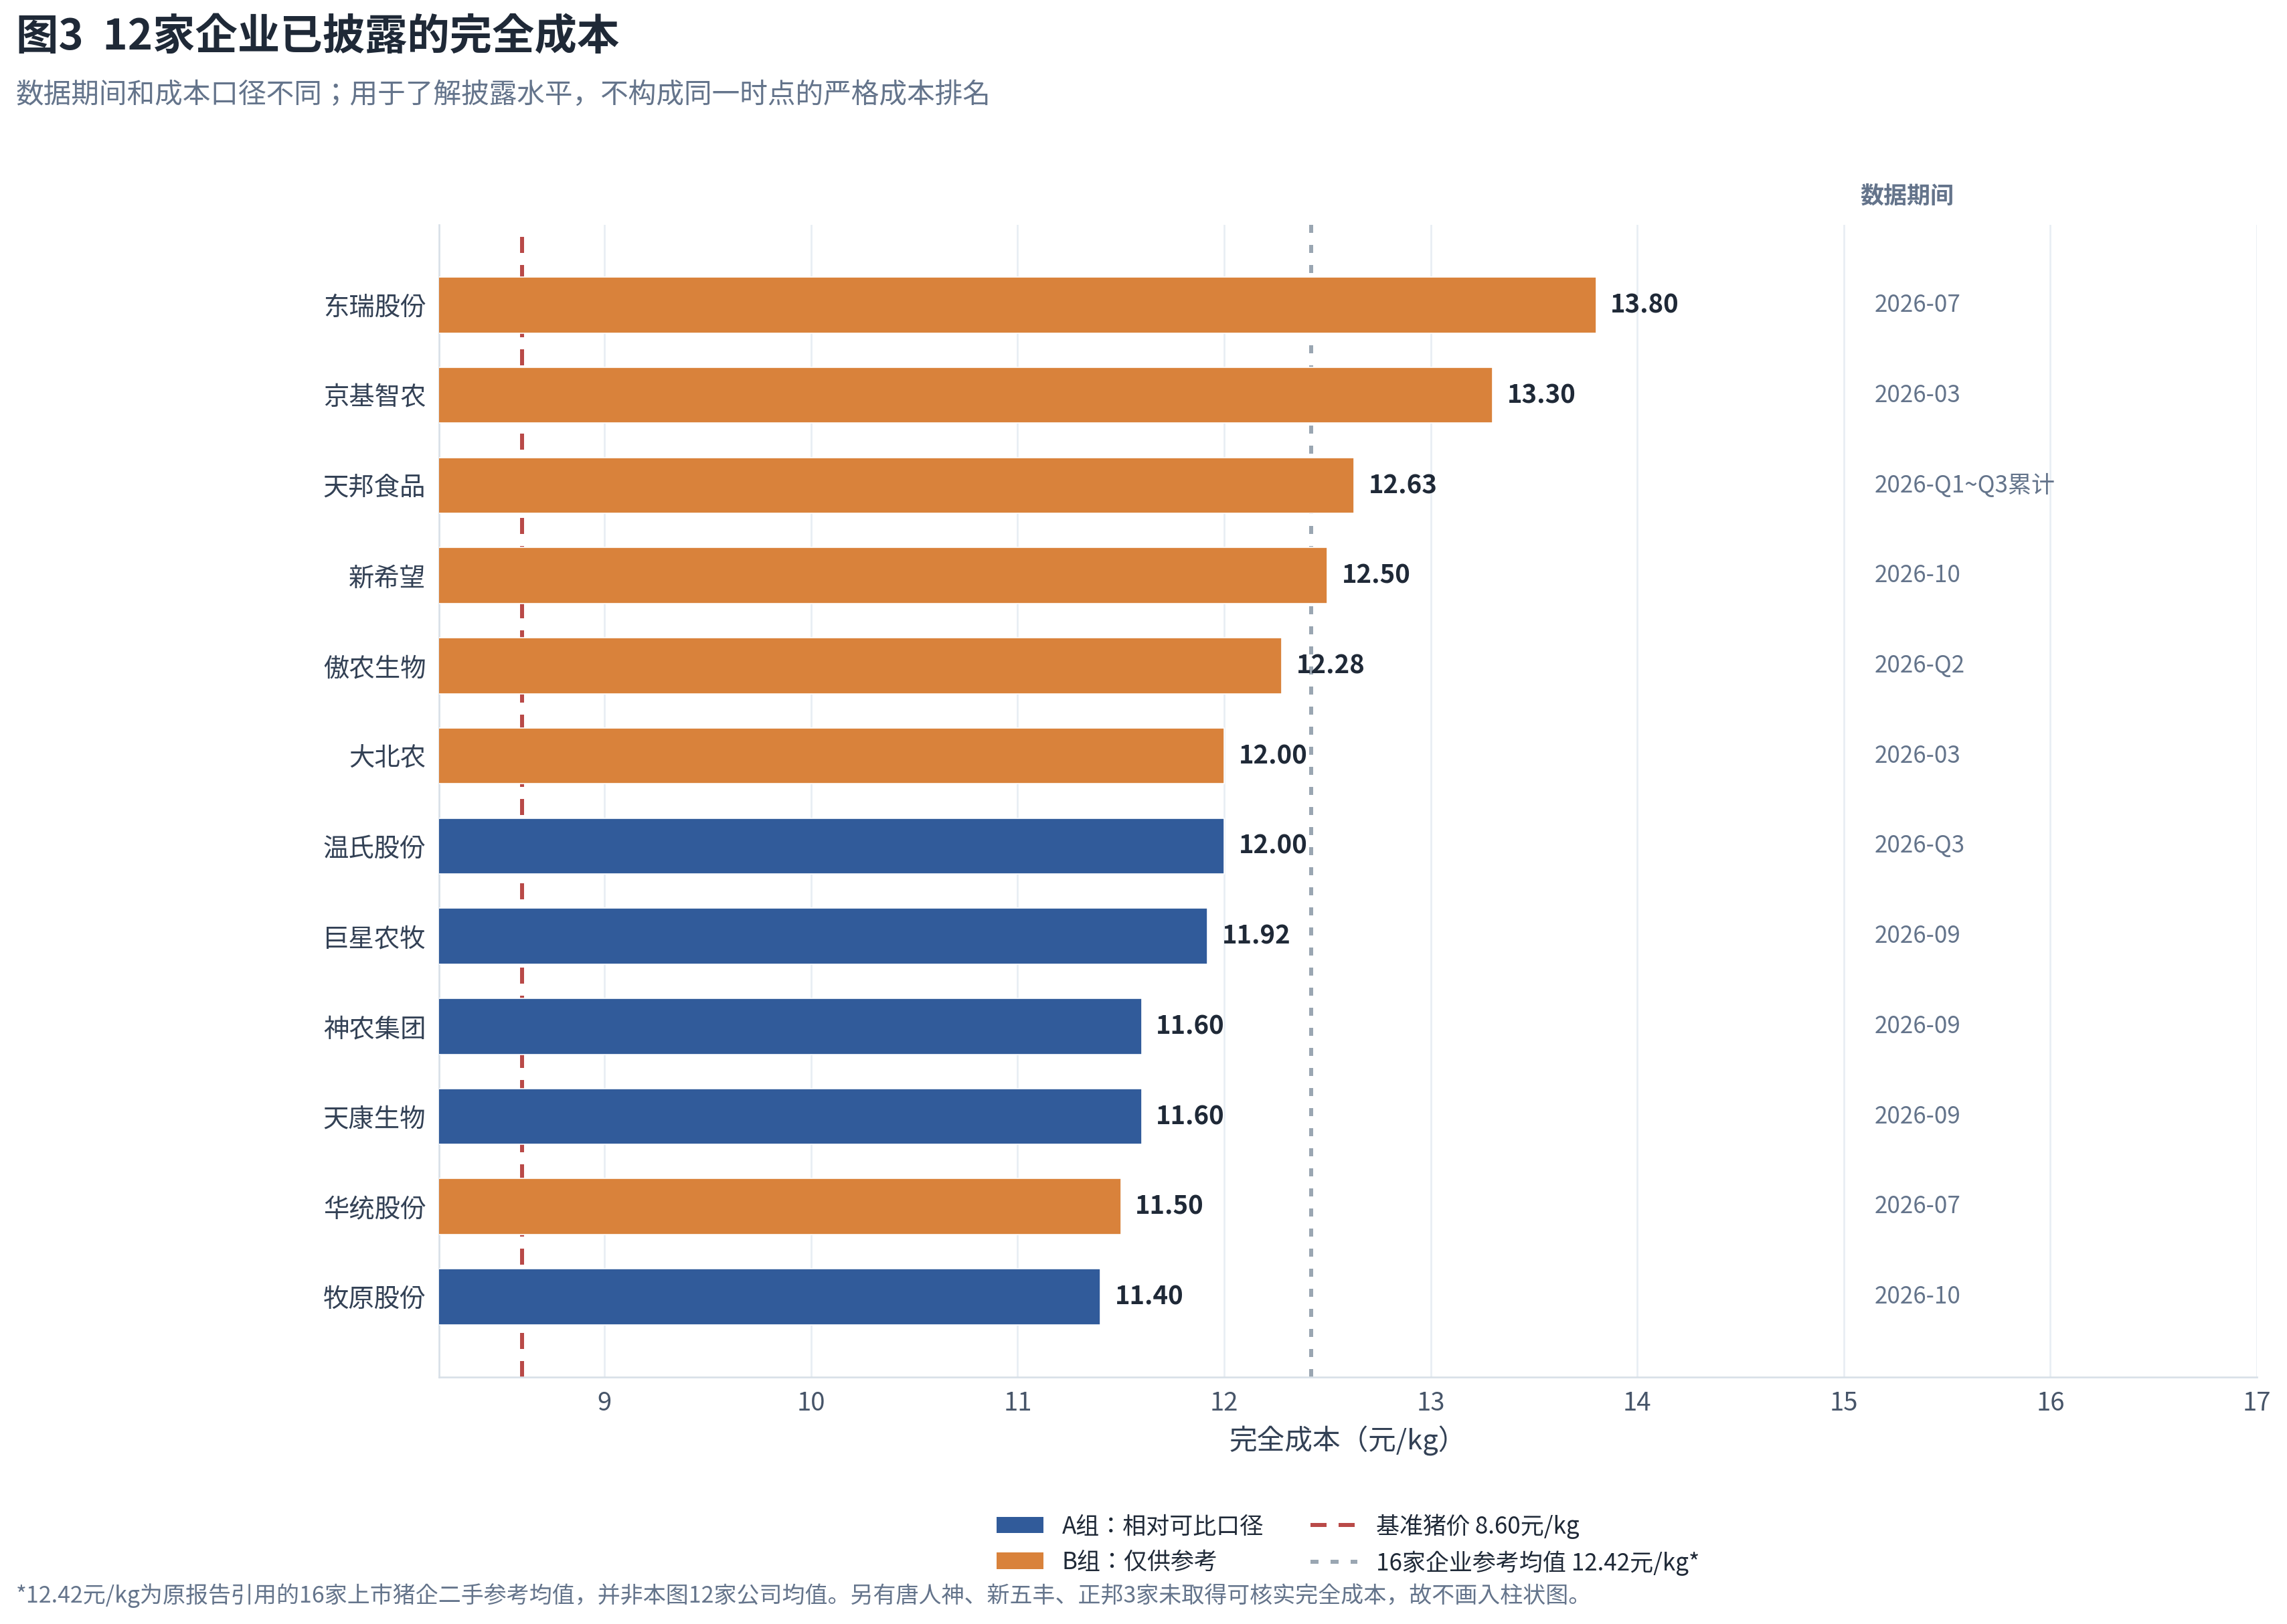 图3 12家企业已披露的完全成本
数据期间和成本口径不同；用于了解披露水平，不构成同一时点的严格成本排名
数据期间
东瑞股份 13.80 2026-07
京基智农 13.30 2026-03
天邦食品 12.63 2026-Q1~Q3累计
新希望 12.50 2026-10
傲农生物 12.28 2026-Q2
大北农 12.00 2026-03
温氏股份 12.00 2026-Q3
巨星农牧 11.92 2026-09
神农集团 11.60 2026-09
天康生物 11.60 2026-09
华统股份 11.50 2026-07
牧原股份 11.40 2026-10
9 10 11 12 13 14 15 16 17
完全成本（元/kg）
A组：相对可比口径 基准猪价 8.60元/kg
B组：仅供参考 16家企业参考均值 12.42元/kg*
*12.42元/kg为原报告引用的16家上市猪企二手参考均值，并非本图12家公司均值。另有唐人神、新五丰、正邦3家未取得可核实完全成本，故不画入柱状图。